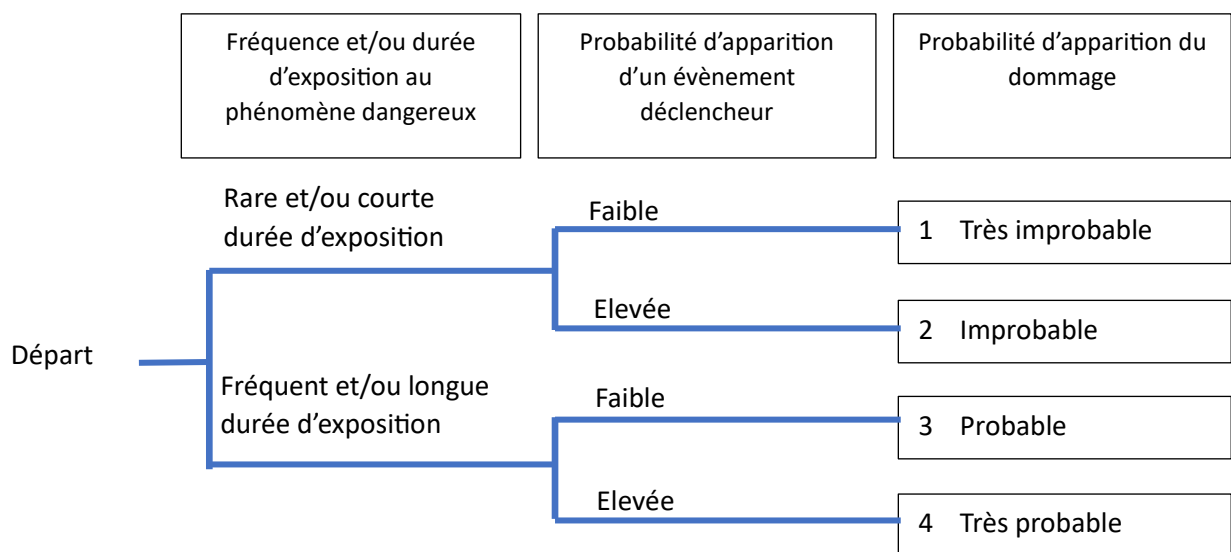 Fréquence et/ou durée
d'exposition au
phénomène dangereux
Probabilité d'apparition
d'un évènement
déclencheur
Probabilité d'apparition du
dommage
Rare et/ou courte
durée d'exposition
Faible
1 Très improbable
Elevée
2 Improbable
Départ
Fréquent et/ou longue
durée d'exposition
Faible
3 Probable
Elevée
4 Très probable